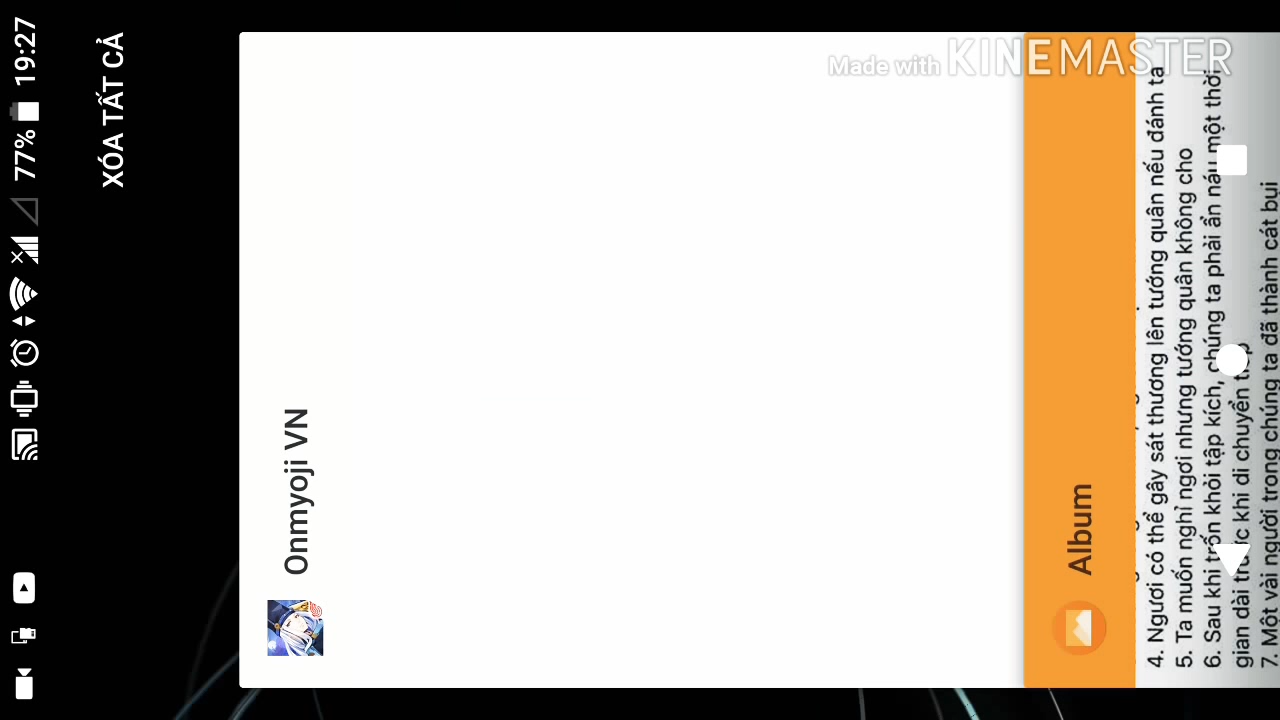 77% 19:27
XÓA TẤT CẢ
Made with KINEMASTER
Onmyoji VN
Album
4. Ngươi có thể gây sát thương lên tướng quân nếu đánh ta
5. Ta muốn nghỉ ngơi nhưng tướng quân không cho
6. Sau khi trốn khỏi tập kích, chúng ta phải ẩn náu một thời
gian dài trước khi di chuyển tiếp
7. Một vài người trong chúng ta đã thành cát bụi